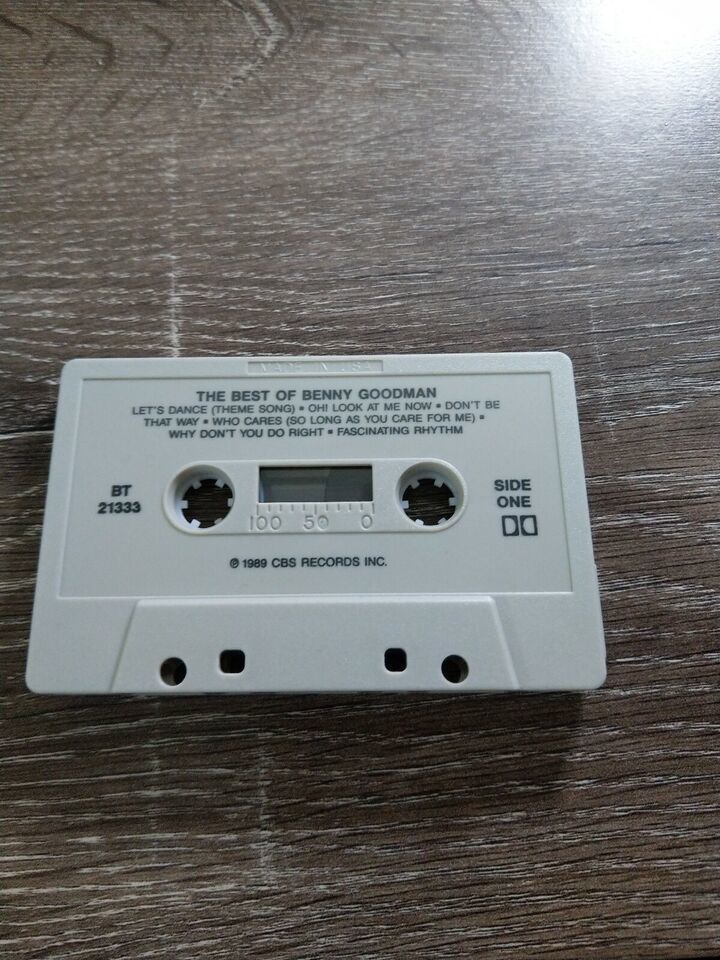 MADE IN USA
THE BEST OF BENNY GOODMAN
LET'S DANCE (THEME SONG) ▪ OH! LOOK AT ME NOW ▪ DON'T BE
THAT WAY ▪ WHO CARES (SO LONG AS YOU CARE FOR ME) ▪
WHY DON'T YOU DO RIGHT ▪ FASCINATING RHYTHM
BT
21333
100 50 0
SIDE
ONE
℗ 1989 CBS RECORDS INC.